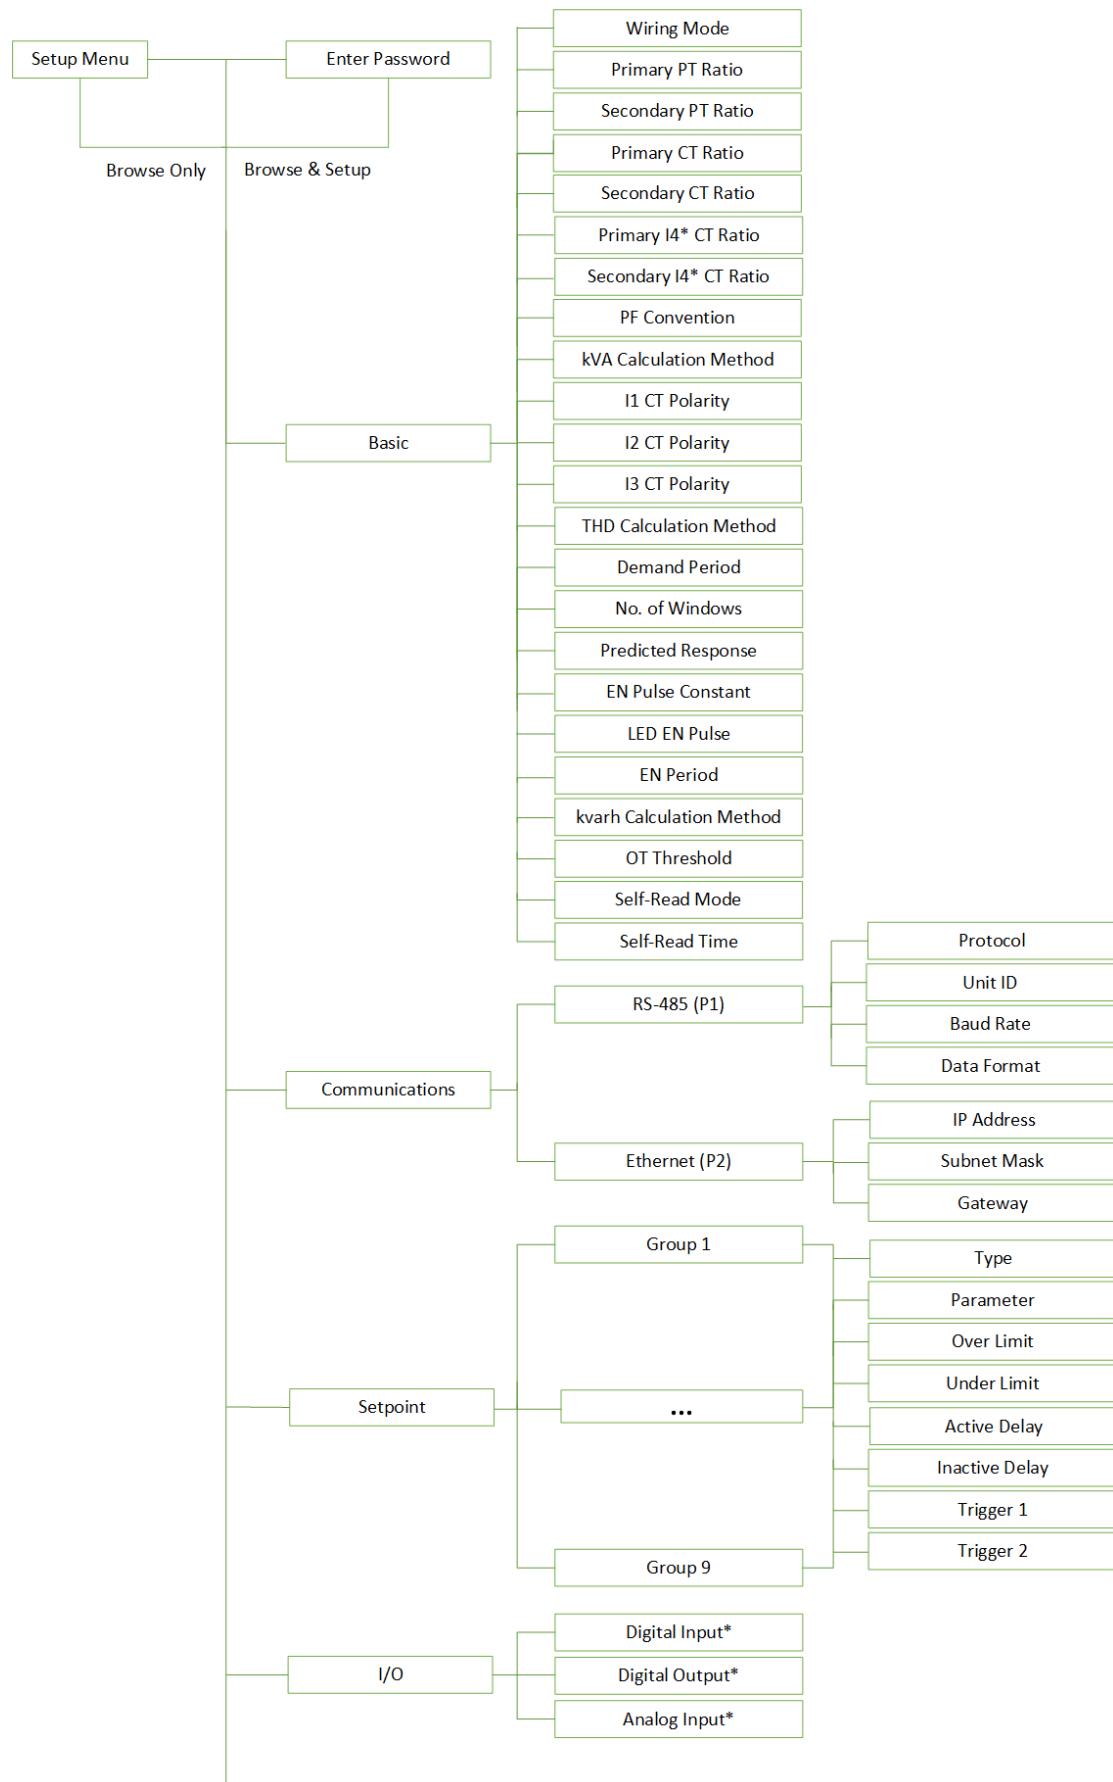 Setup Menu
Enter Password
Browse Only
Browse & Setup
Basic
Wiring Mode
Primary PT Ratio
Secondary PT Ratio
Primary CT Ratio
Secondary CT Ratio
Primary I4* CT Ratio
Secondary I4* CT Ratio
PF Convention
kVA Calculation Method
I1 CT Polarity
I2 CT Polarity
I3 CT Polarity
THD Calculation Method
Demand Period
No. of Windows
Predicted Response
EN Pulse Constant
LED EN Pulse
EN Period
kvarh Calculation Method
OT Threshold
Self-Read Mode
Self-Read Time
Communications
RS-485 (P1)
Protocol
Unit ID
Baud Rate
Data Format
Ethernet (P2)
IP Address
Subnet Mask
Gateway
Setpoint
Group 1
...
Group 9
Type
Parameter
Over Limit
Under Limit
Active Delay
Inactive Delay
Trigger 1
Trigger 2
I/O
Digital Input*
Digital Output*
Analog Input*